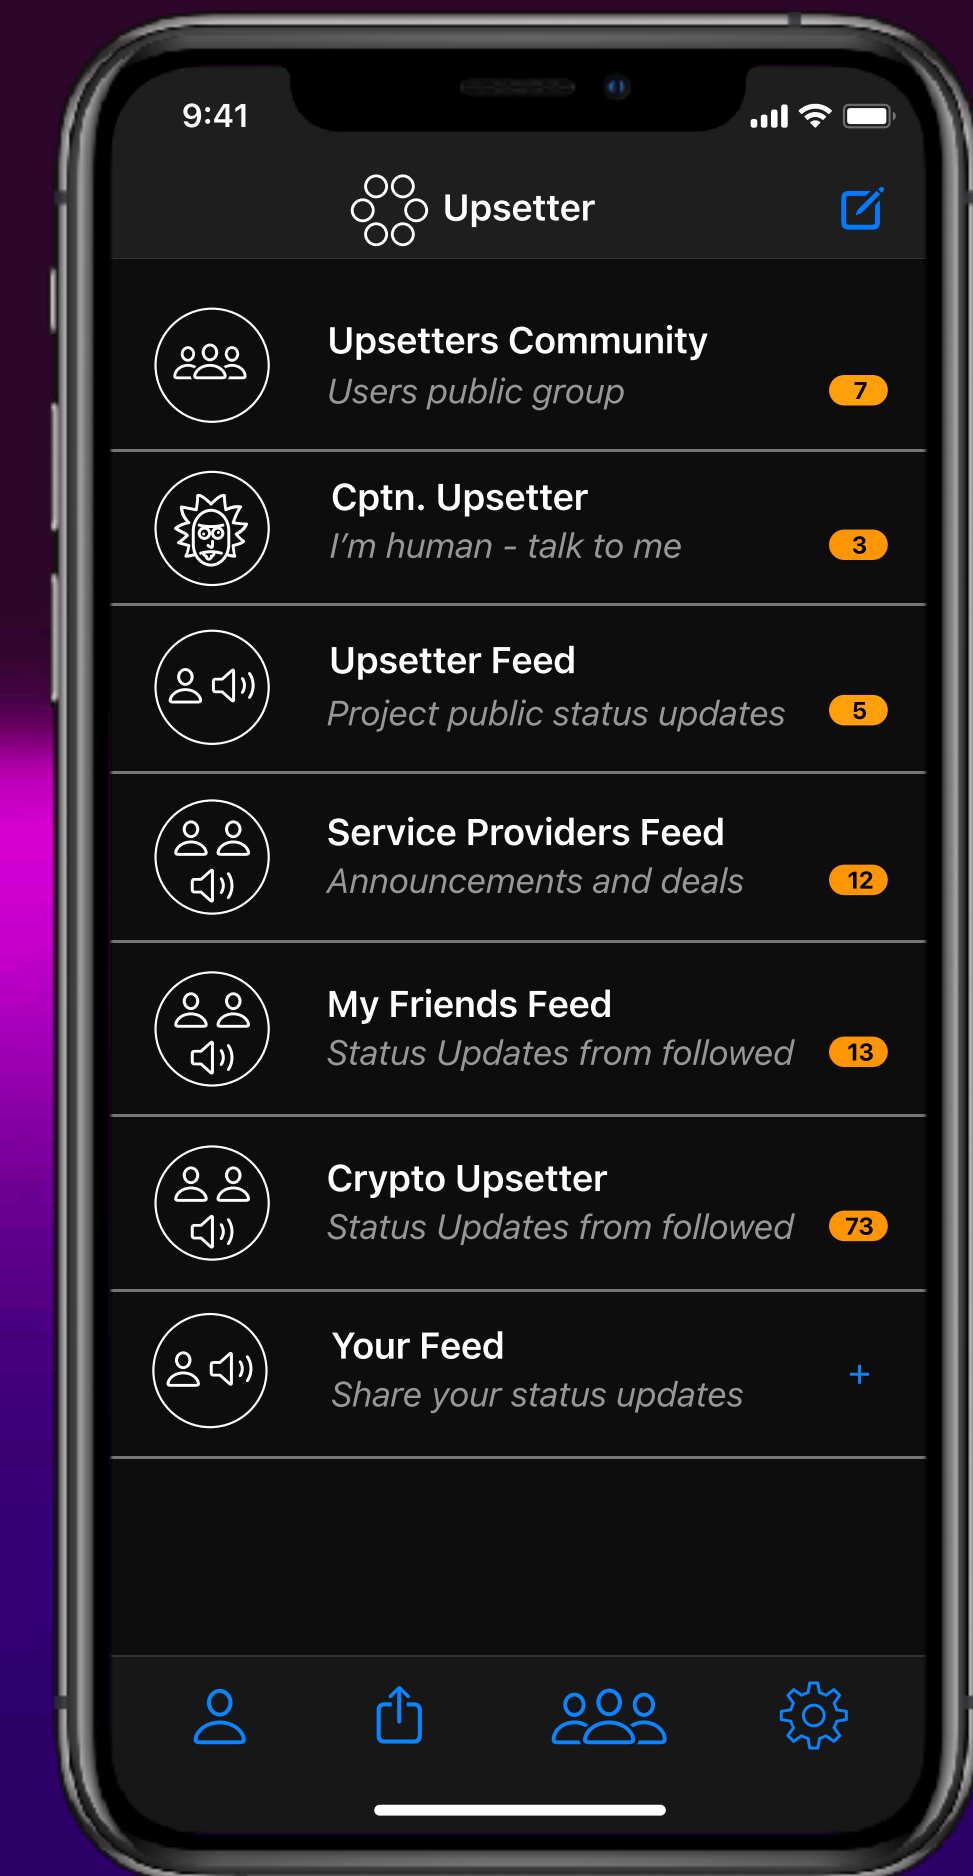 9:41
Upsetter
Upsetters Community
Users public group
7
Cptn. Upsetter
I'm human - talk to me
3
Upsetter Feed
Project public status updates
5
Service Providers Feed
Announcements and deals
12
My Friends Feed
Status Updates from followed
13
Crypto Upsetter
Status Updates from followed
73
Your Feed
Share your status updates
+